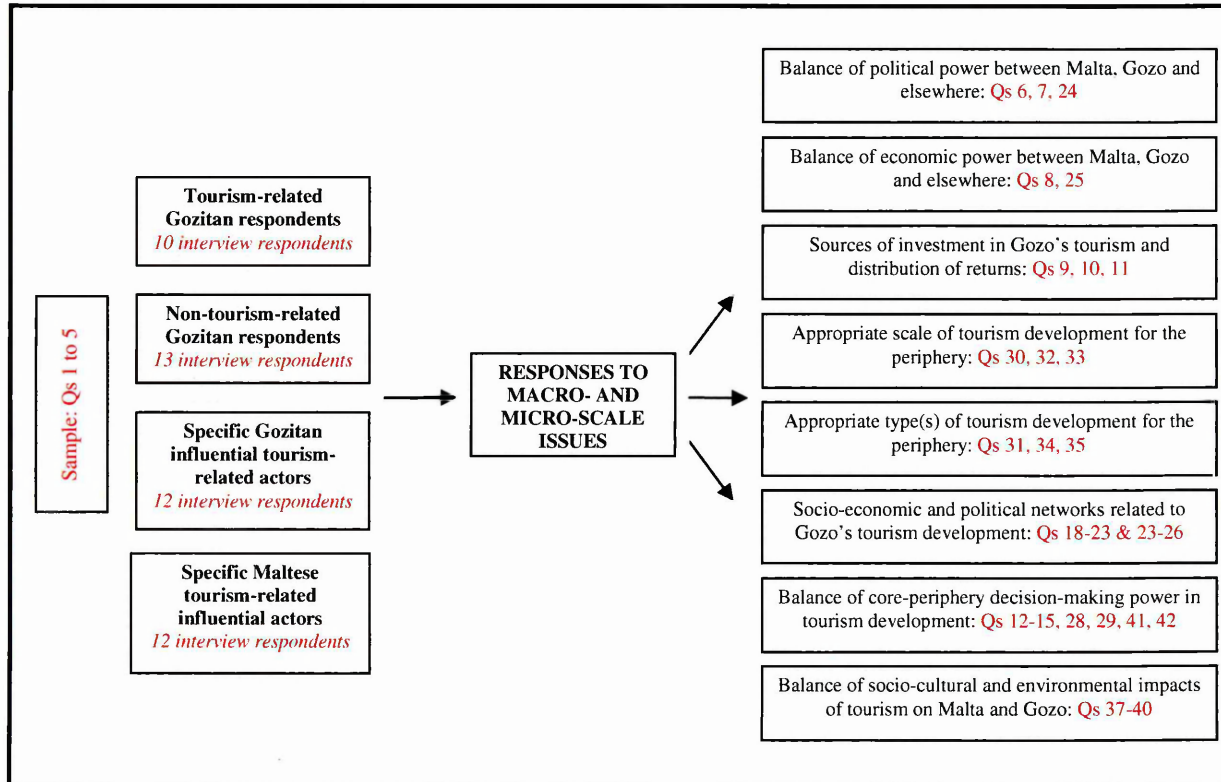 Sample: Qs 1 to 5
Tourism-related
Gozitan respondents
10 interview respondents
Non-tourism-related
Gozitan respondents
13 interview respondents
Specific Gozitan
influential tourism-
related actors
12 interview respondents
Specific Maltese
tourism-related
influential actors
12 interview respondents
RESPONSES TO
MACRO- AND
MICRO-SCALE
ISSUES
Balance of political power between Malta, Gozo and
elsewhere: Qs 6, 7, 24
Balance of economic power between Malta, Gozo
and elsewhere: Qs 8, 25
Sources of investment in Gozo's tourism and
distribution of returns: Qs 9, 10, 11
Appropriate scale of tourism development for the
periphery: Qs 30, 32, 33
Appropriate type(s) of tourism development for the
periphery: Qs 31, 34, 35
Socio-economic and political networks related to
Gozo's tourism development: Qs 18-23 & 23-26
Balance of core-periphery decision-making power in
tourism development: Qs 12-15, 28, 29, 41, 42
Balance of socio-cultural and environmental impacts
of tourism on Malta and Gozo: Qs 37-40